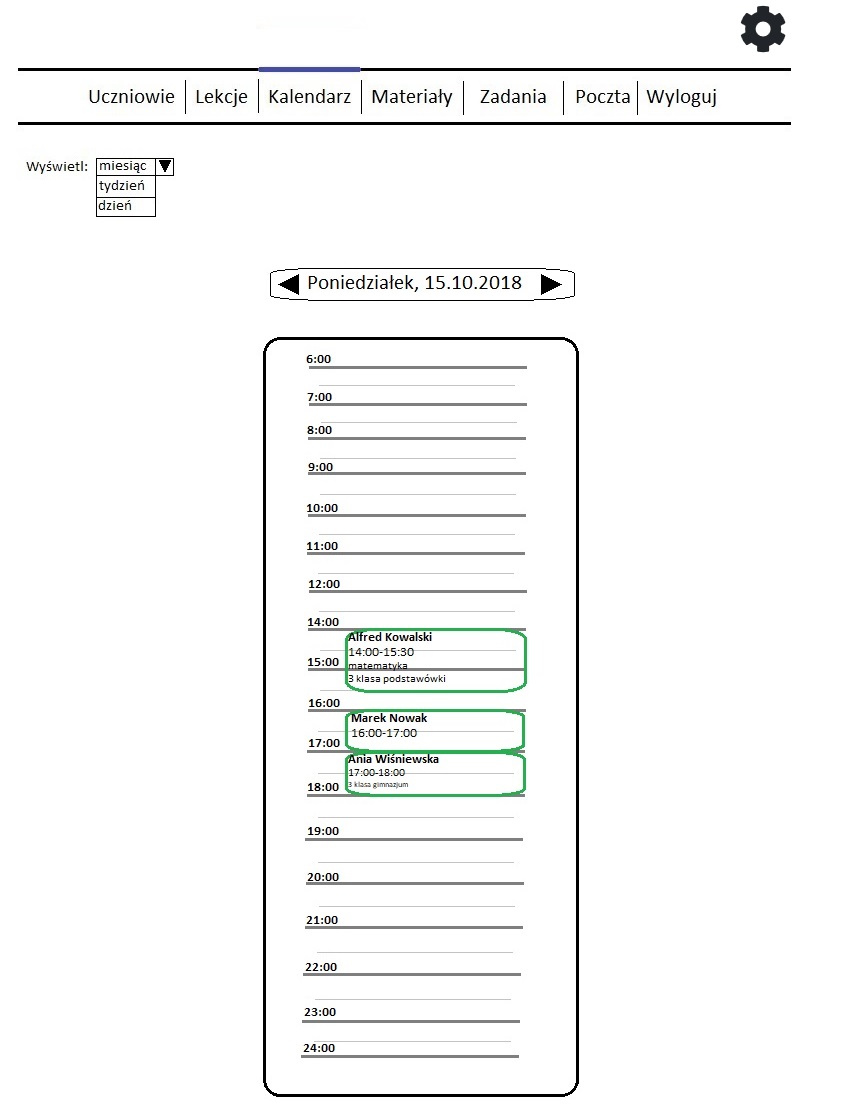 Uczniowie Lekcje Kalendarz Materiały Zadania Poczta Wyloguj
Wyświetl: miesiąc
tydzień
dzień
Poniedziałek, 15.10.2018
6:00
7:00
8:00
9:00
10:00
11:00
12:00
14:00
Alfred Kowalski
14:00-15:30
15:00 matematyka
3 klasa podstawówki
16:00
Marek Nowak
16:00-17:00
17:00
Ania Wiśniewska
17:00-18:00
18:00 3 klasa gimnazjum
19:00
20:00
21:00
22:00
23:00
24:00